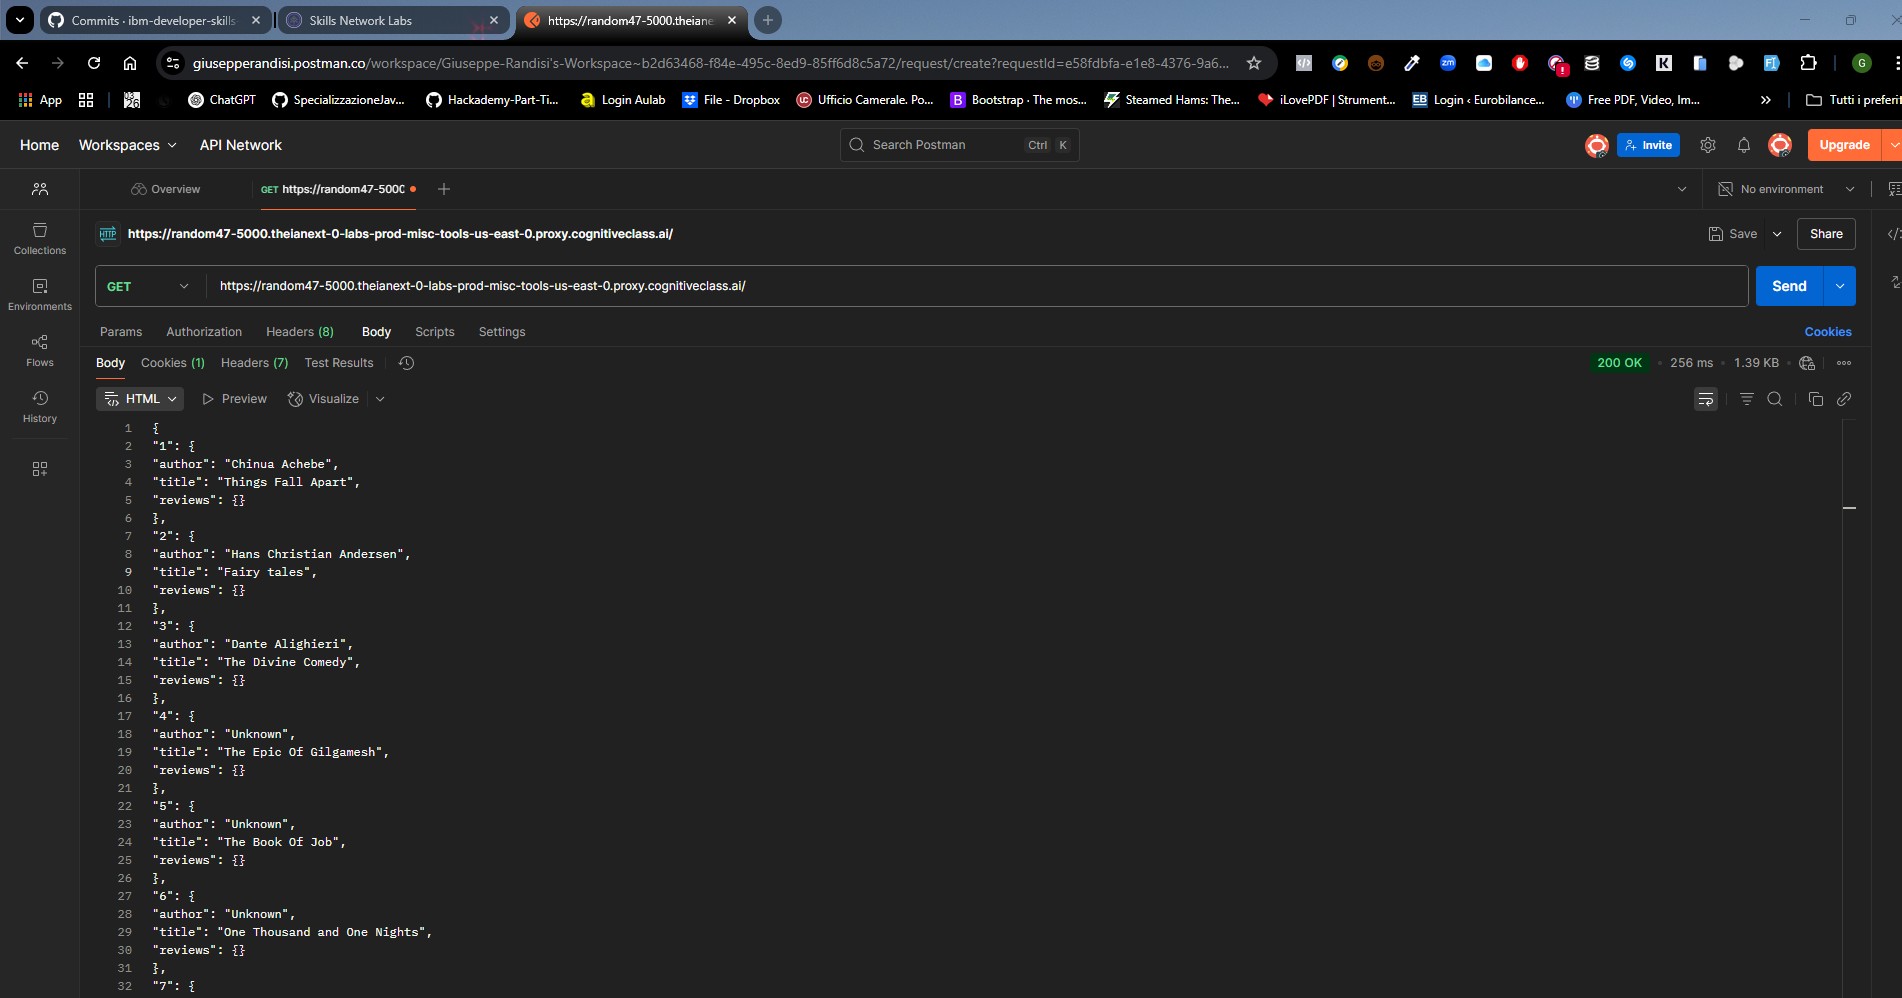 Commits · ibm-developer-skills
Skills Network Labs
https://random47-5000.theiane
giusepperandisi.postman.co/workspace/Giuseppe-Randisi's-Workspace~b2d63468-f84e-495c-8ed9-85ff6d8c5a72/request/create?requestId=e58fdbfa-e1e8-4376-9a6...
App
ChatGPT
SpecializzazioneJav...
Hackademy-Part-Ti...
Login Aulab
File - Dropbox
Ufficio Camerale. Po...
Bootstrap · The mos...
Steamed Hams: The...
iLovePDF | Strument...
Login ‹ Eurobilance...
Free PDF, Video, Im...
Tutti i preferit
Home
Workspaces
API Network
Search Postman
Ctrl K
Invite
Upgrade
Overview
GET https://random47-5000
No environment
Collections
Environments
Flows
History
HTTP https://random47-5000.theianext-0-labs-prod-misc-tools-us-east-0.proxy.cognitiveclass.ai/
Save
Share
GET
https://random47-5000.theianext-0-labs-prod-misc-tools-us-east-0.proxy.cognitiveclass.ai/
Send
Params
Authorization
Headers (8)
Body
Scripts
Settings
Cookies
Body
Cookies (1)
Headers (7)
Test Results
200 OK
256 ms
1.39 KB
HTML
Preview
Visualize
1 {
2 "1": {
3 "author": "Chinua Achebe",
4 "title": "Things Fall Apart",
5 "reviews": {}
6 },
7 "2": {
8 "author": "Hans Christian Andersen",
9 "title": "Fairy tales",
10 "reviews": {}
11 },
12 "3": {
13 "author": "Dante Alighieri",
14 "title": "The Divine Comedy",
15 "reviews": {}
16 },
17 "4": {
18 "author": "Unknown",
19 "title": "The Epic Of Gilgamesh",
20 "reviews": {}
21 },
22 "5": {
23 "author": "Unknown",
24 "title": "The Book Of Job",
25 "reviews": {}
26 },
27 "6": {
28 "author": "Unknown",
29 "title": "One Thousand and One Nights",
30 "reviews": {}
31 },
32 "7": {